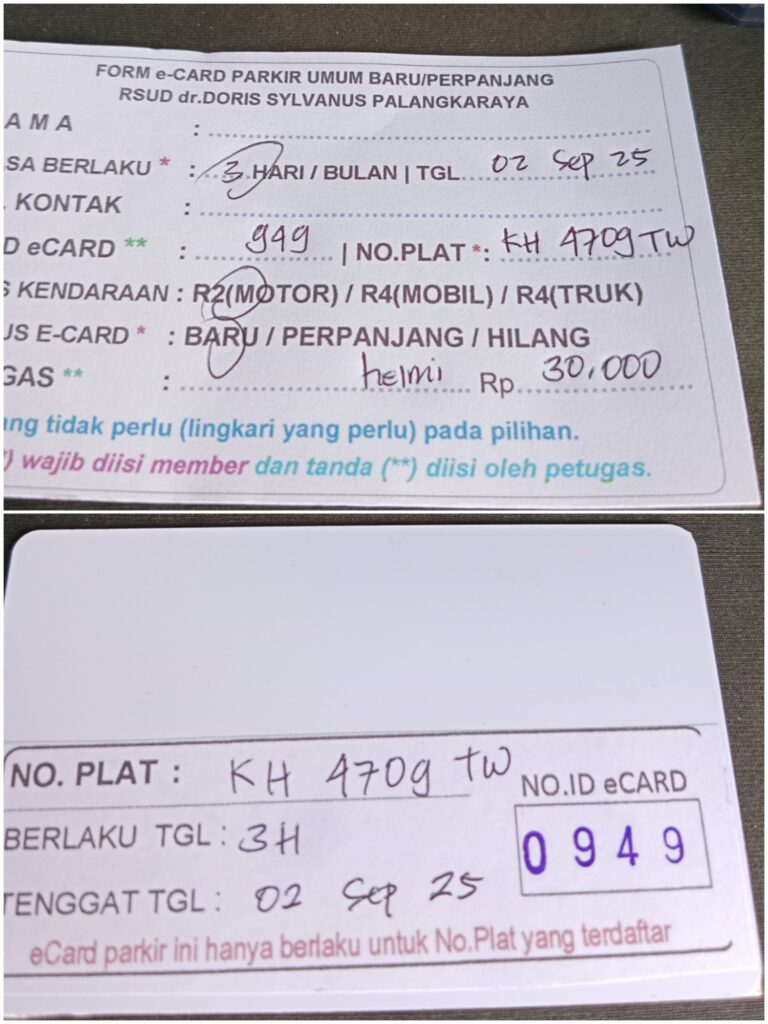 FORM e-CARD PARKIR UMUM BARU/PERPANJANG
RSUD dr.DORIS SYLVANUS PALANGKARAYA
AMA :
SA BERLAKU * : 3 HARI / BULAN | TGL 02 Sep 25
. KONTAK :
D eCARD ** : 949 | NO.PLAT *: KH 4709 TW
S KENDARAAN : R2(MOTOR) / R4(MOBIL) / R4(TRUK)
US E-CARD * : BARU / PERPANJANG / HILANG
GAS ** : helmi Rp 30.000
ang tidak perlu (lingkari yang perlu) pada pilihan.
) wajib diisi member dan tanda (**) diisi oleh petugas.
NO. PLAT : KH 4709 TW
NO.ID eCARD
0949
BERLAKU TGL : 3H
TENGGAT TGL : 02 Sep 25
eCard parkir ini hanya berlaku untuk No.Plat yang terdaftar